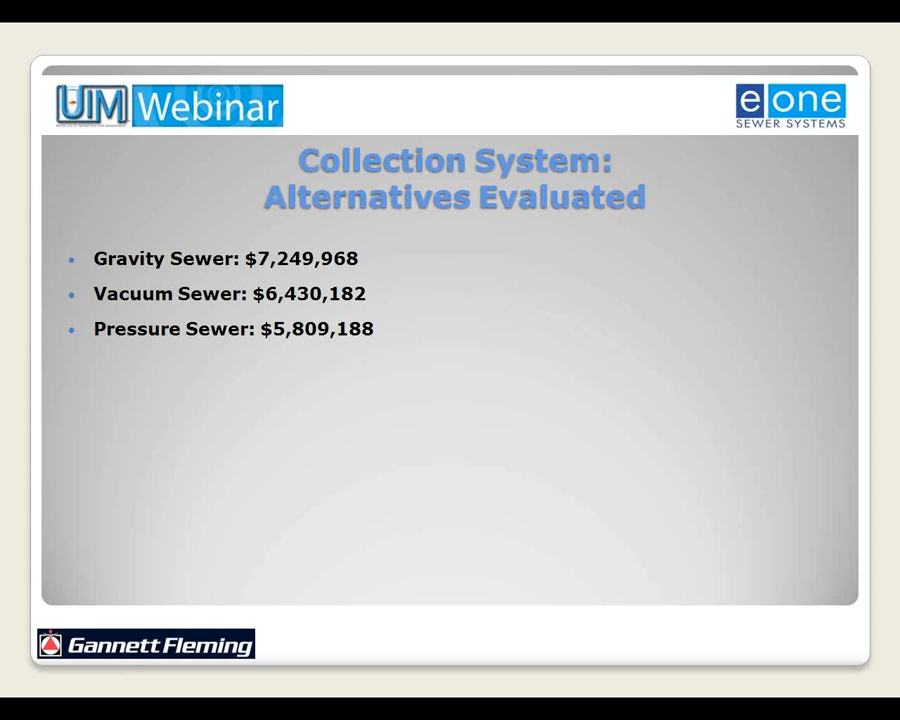 UIM Webinar
e one
SEWER SYSTEMS
Collection System:
Alternatives Evaluated
• Gravity Sewer: $7,249,968
• Vacuum Sewer: $6,430,182
• Pressure Sewer: $5,809,188
Gannett Fleming